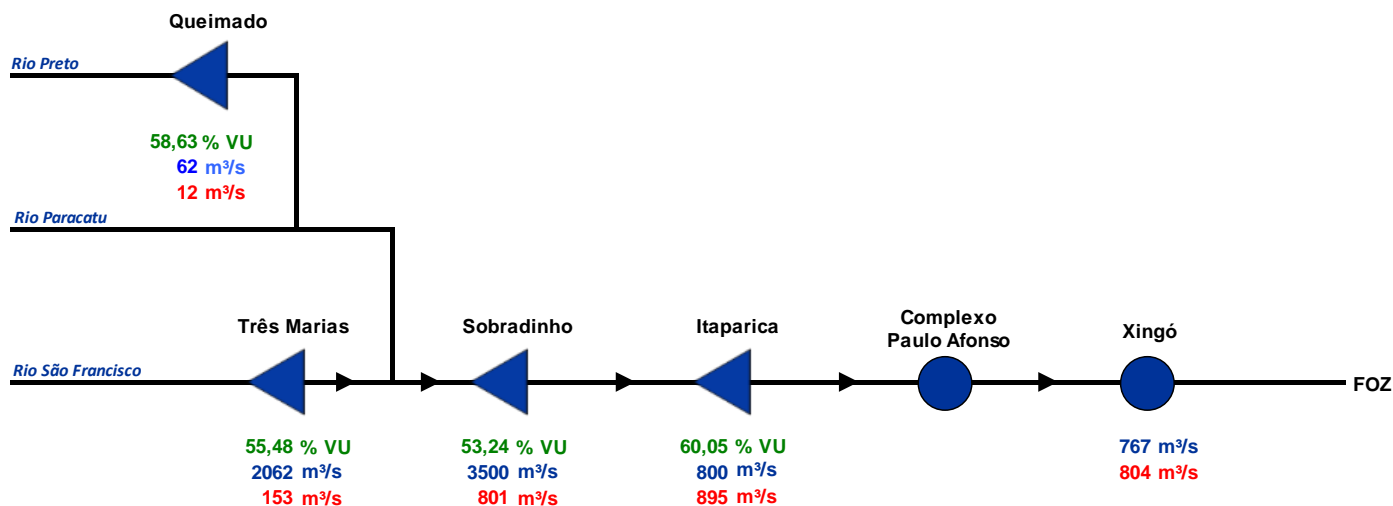 Queimado
Rio Preto
58,63 % VU
62 m³/s
12 m³/s
Rio Paracatu
Três Marias
Sobradinho
Itaparica
Complexo
Paulo Afonso
Xingó
Rio São Francisco
FOZ
55,48 % VU
2062 m³/s
153 m³/s
53,24 % VU
3500 m³/s
801 m³/s
60,05 % VU
800 m³/s
895 m³/s
767 m³/s
804 m³/s